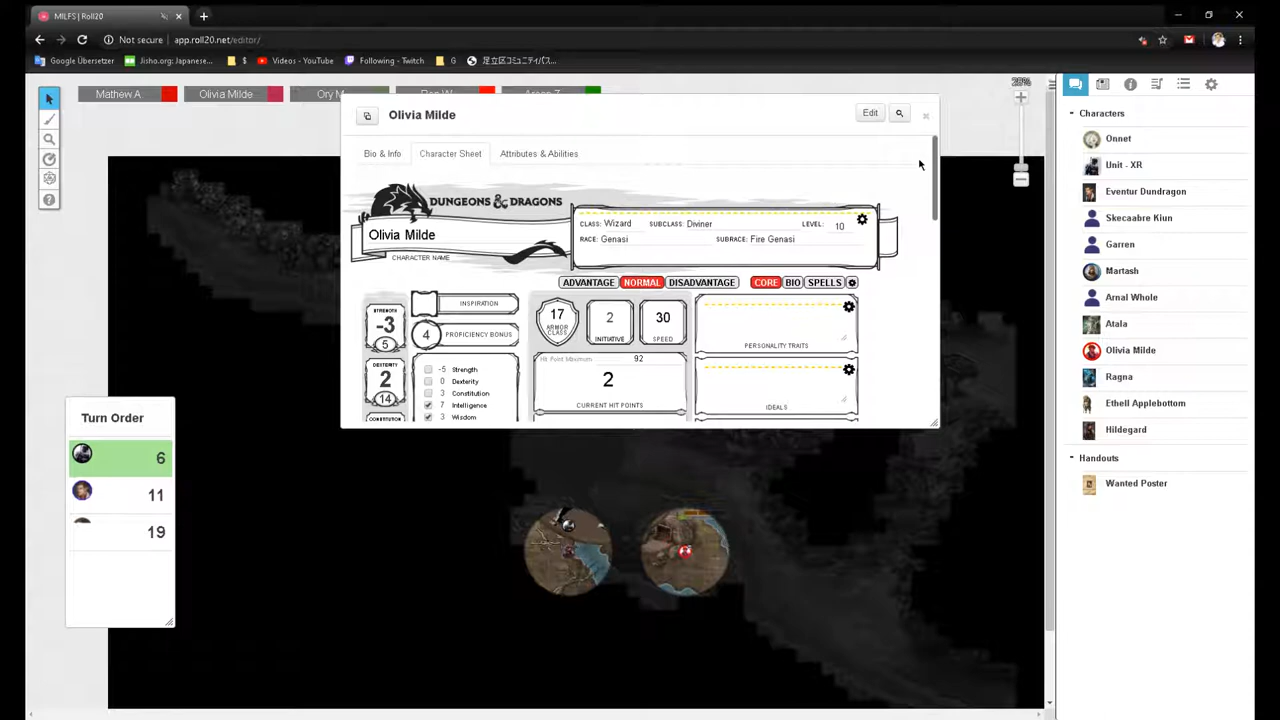 MILFS | Roll20
Not secure
app.roll20.net/editor/
Google Übersetzer
Jisho.org: Japanese...
$
Videos - YouTube
Following - Twitch
G
足立区コミュニティバス...
Mathew A.
Olivia Milde
Ory M
Olivia Milde
Edit
Bio & Info
Character Sheet
Attributes & Abilities
DUNGEONS & DRAGONS
Olivia Milde
CHARACTER NAME
CLASS: Wizard
SUBCLASS: Diviner
LEVEL: 10
RACE: Genasi
SUBRACE: Fire Genasi
ADVANTAGE
NORMAL
DISADVANTAGE
CORE
BIO
SPELLS
STRENGTH
-3
5
DEXTERITY
2
14
CONSTITUTION
INSPIRATION
4
PROFICIENCY BONUS
-5 Strength
0 Dexterity
3 Constitution
7 Intelligence
3 Wisdom
17
ARMOR
CLASS
2
INITIATIVE
30
SPEED
Hit Point Maximum 92
2
CURRENT HIT POINTS
PERSONALITY TRAITS
IDEALS
Turn Order
6
11
19
Characters
Onnet
Unit - XR
Eventur Dundragon
Skecaabre Kiun
Garren
Martash
Arnal Whole
Atala
Olivia Milde
Ragna
Ethell Applebottom
Hildegard
Handouts
Wanted Poster